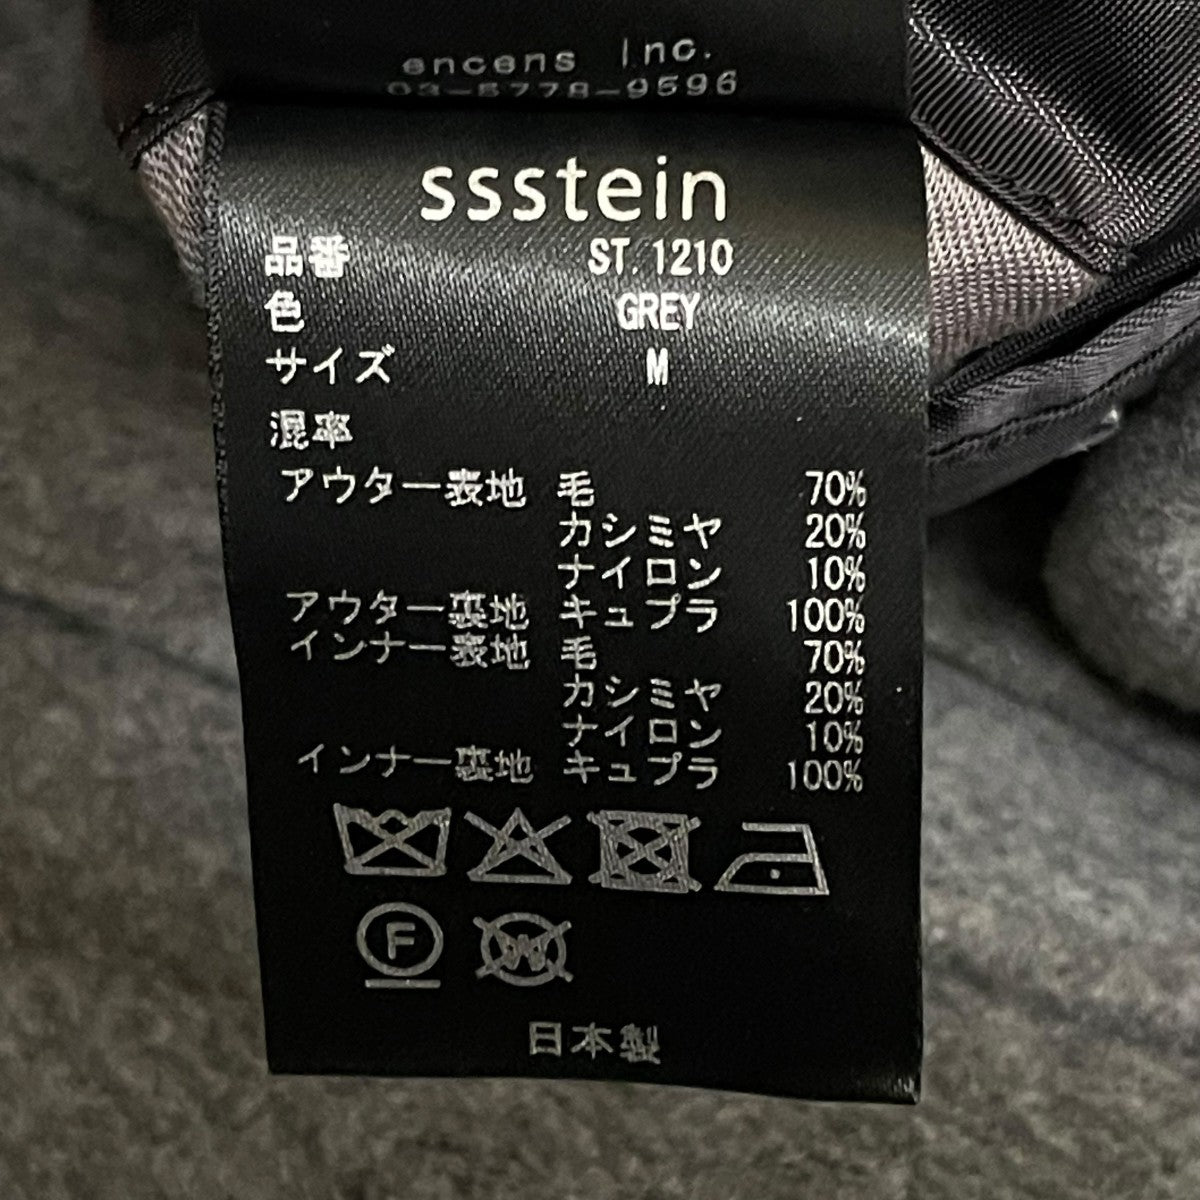 encens Inc.
03-5778-9596
ssstein
品番 ST.1210
色 GREY
サイズ M
混率
アウター表地 毛 70%
カシミヤ 20%
ナイロン 10%
アウター裏地 キュプラ 100%
インナー表地 毛 70%
カシミヤ 20%
ナイロン 10%
インナー裏地 キュプラ 100%
F W
日本製